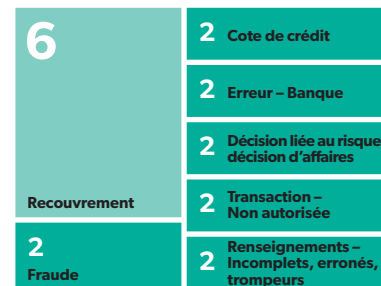 6
Recouvrement
2
Fraude
2 Cote de crédit
2 Erreur – Banque
2 Décision liée au risque
décision d’affaires
2 Transaction –
Non autorisée
2 Renseignements –
Incomplets, erronés,
trompeurs